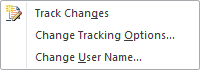 Track Changes
Change Tracking Options...
Change User Name...